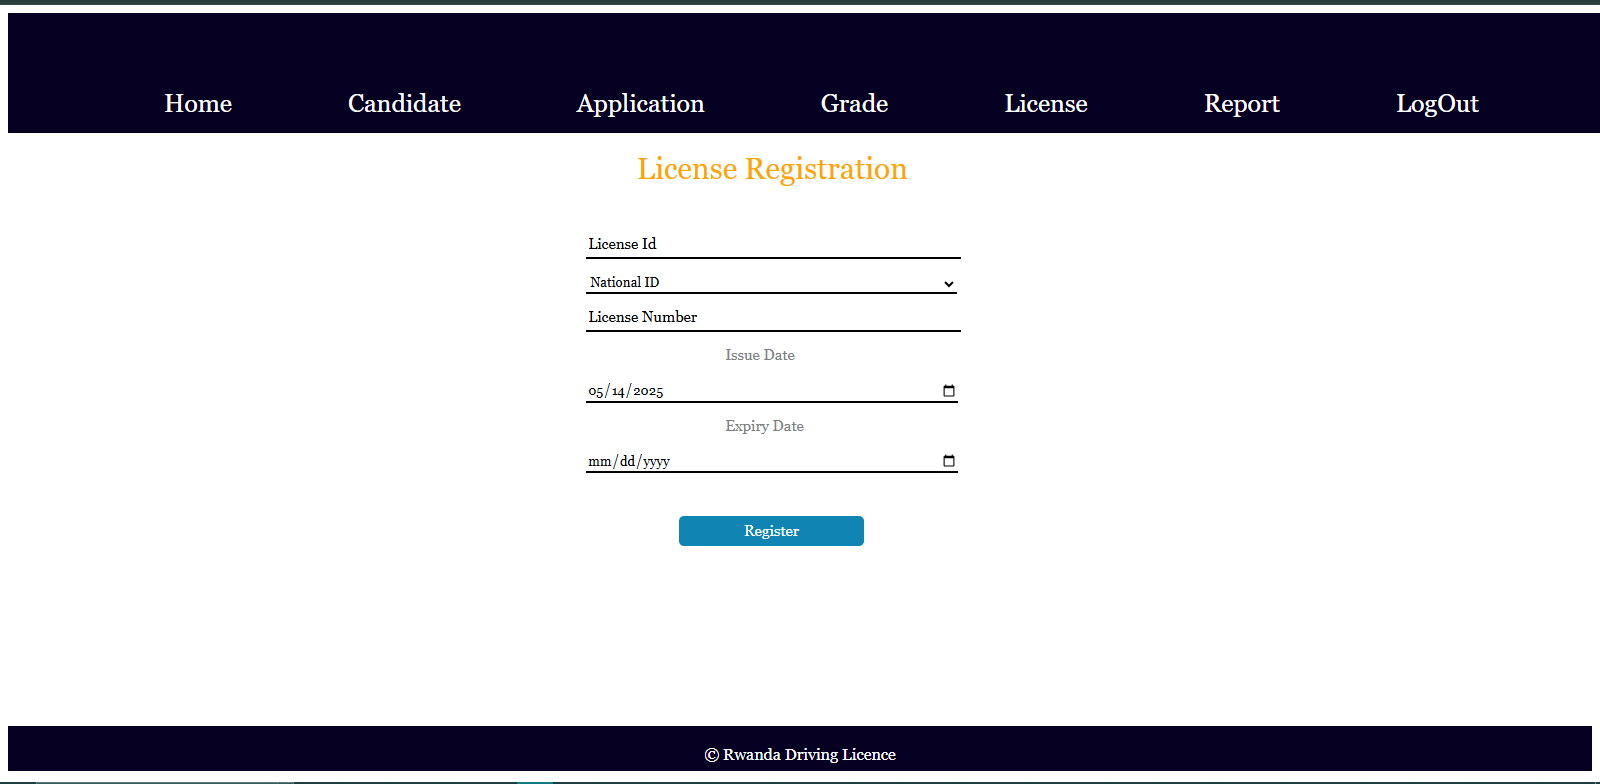 Home Candidate Application Grade License Report LogOut
License Registration
License Id
National ID
License Number
Issue Date
05/14/2025
Expiry Date
mm/dd/yyyy
Register
© Rwanda Driving Licence